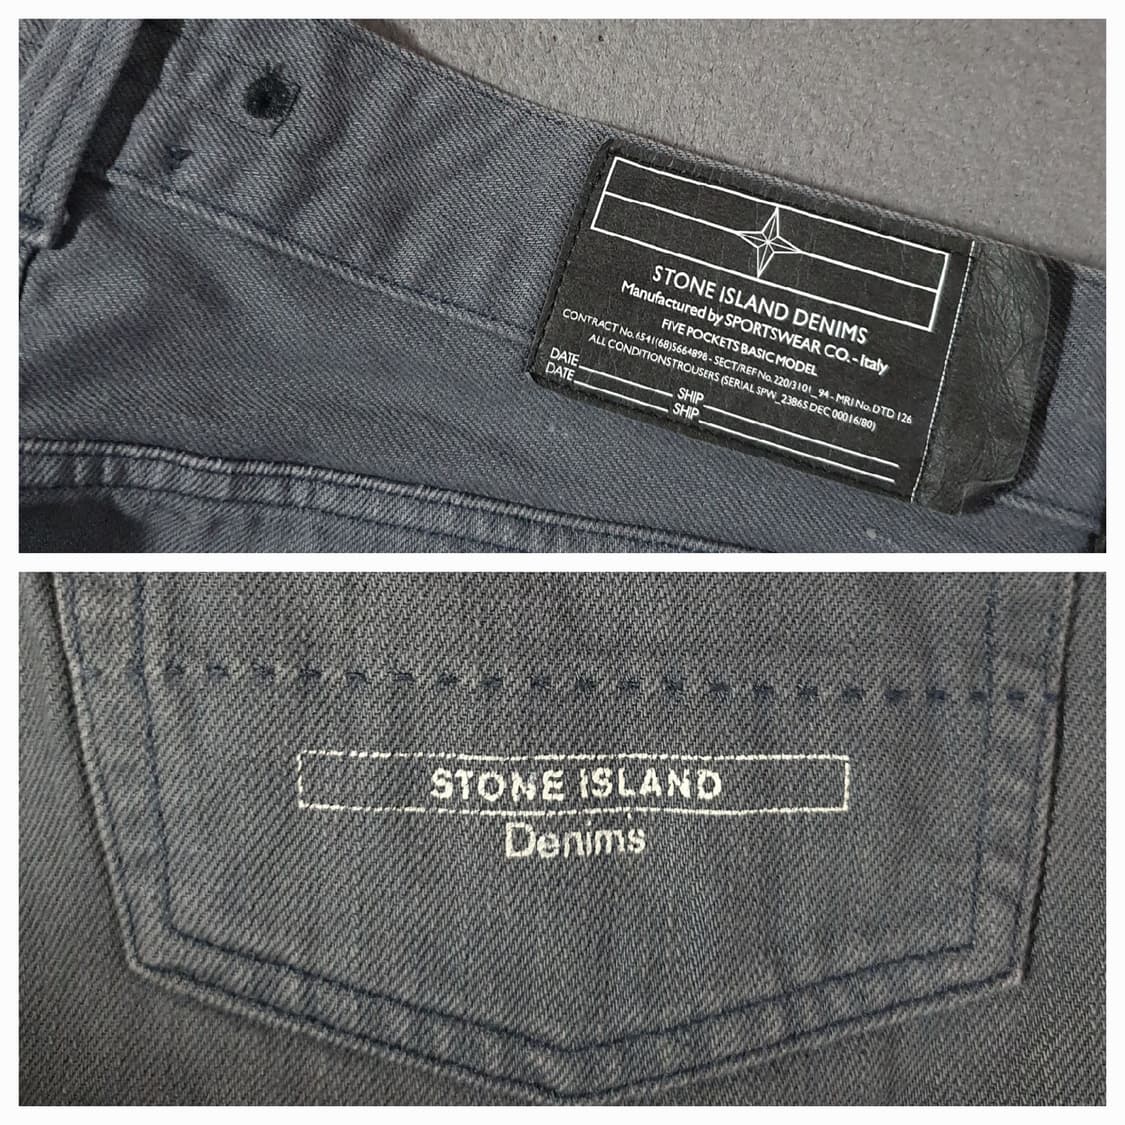 STONE ISLAND DENIMS
Manufactured by SPORTSWEAR CO. - Italy
FIVE POCKETS BASIC MODEL
CONTRACT No. 6541(68)5664898 - SECT/REF No. 220/3101_94 - MRI No. DTD 126
ALL CONDITIONS TROUSERS (SERIAL SPW_23865 DEC 00016/80)
DATE SHIP
DATE SHIP
STONE ISLAND
Denims